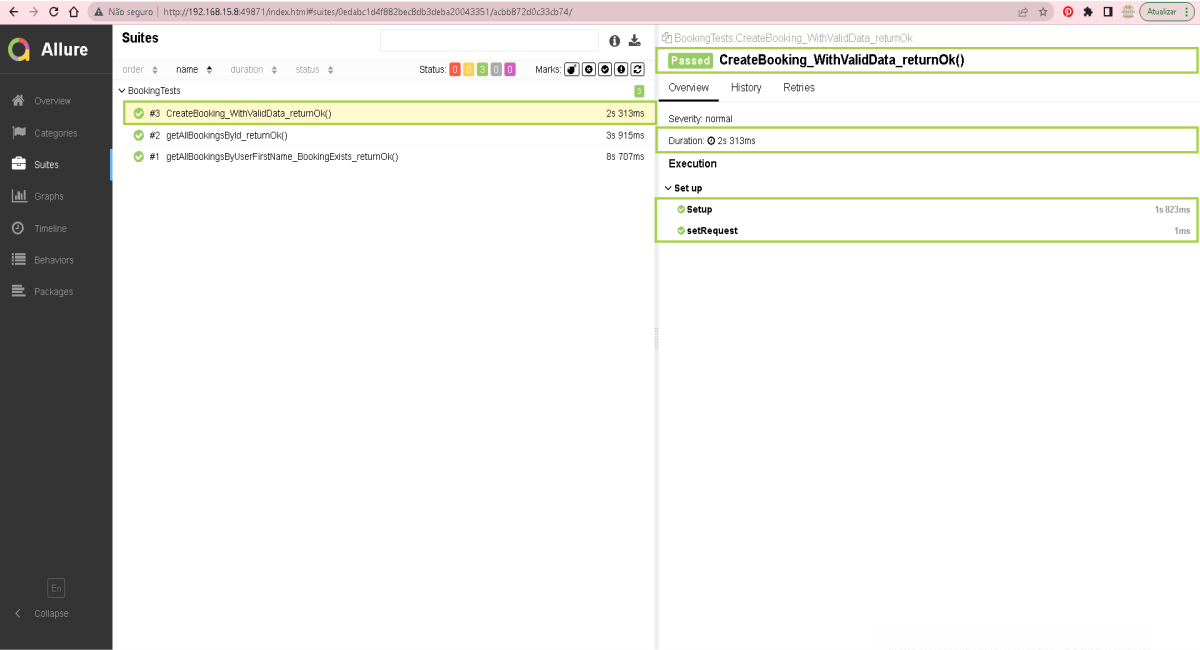 Não seguro | http://192.168.15.8:49871/index.html#suites/0edabc1d4f882bec8db3deba20043351/acbb872d0c33cb74/
Atualizar
Allure
Overview
Categories
Suites
Graphs
Timeline
Behaviors
Packages
En
Collapse
Suites
order name duration status Status: 0 0 3 0 0 Marks:
BookingTests 3
#3 CreateBooking_WithValidData_returnOk() 2s 313ms
#2 getAllBookingsById_returnOk() 3s 915ms
#1 getAllBookingsByUserFirstName_BookingExists_returnOk() 8s 707ms
BookingTests.CreateBooking_WithValidData_returnOk
Passed CreateBooking_WithValidData_returnOk()
Overview History Retries
Severity: normal
Duration: 2s 313ms
Execution
Set up
Setup 1s 823ms
setRequest 1ms